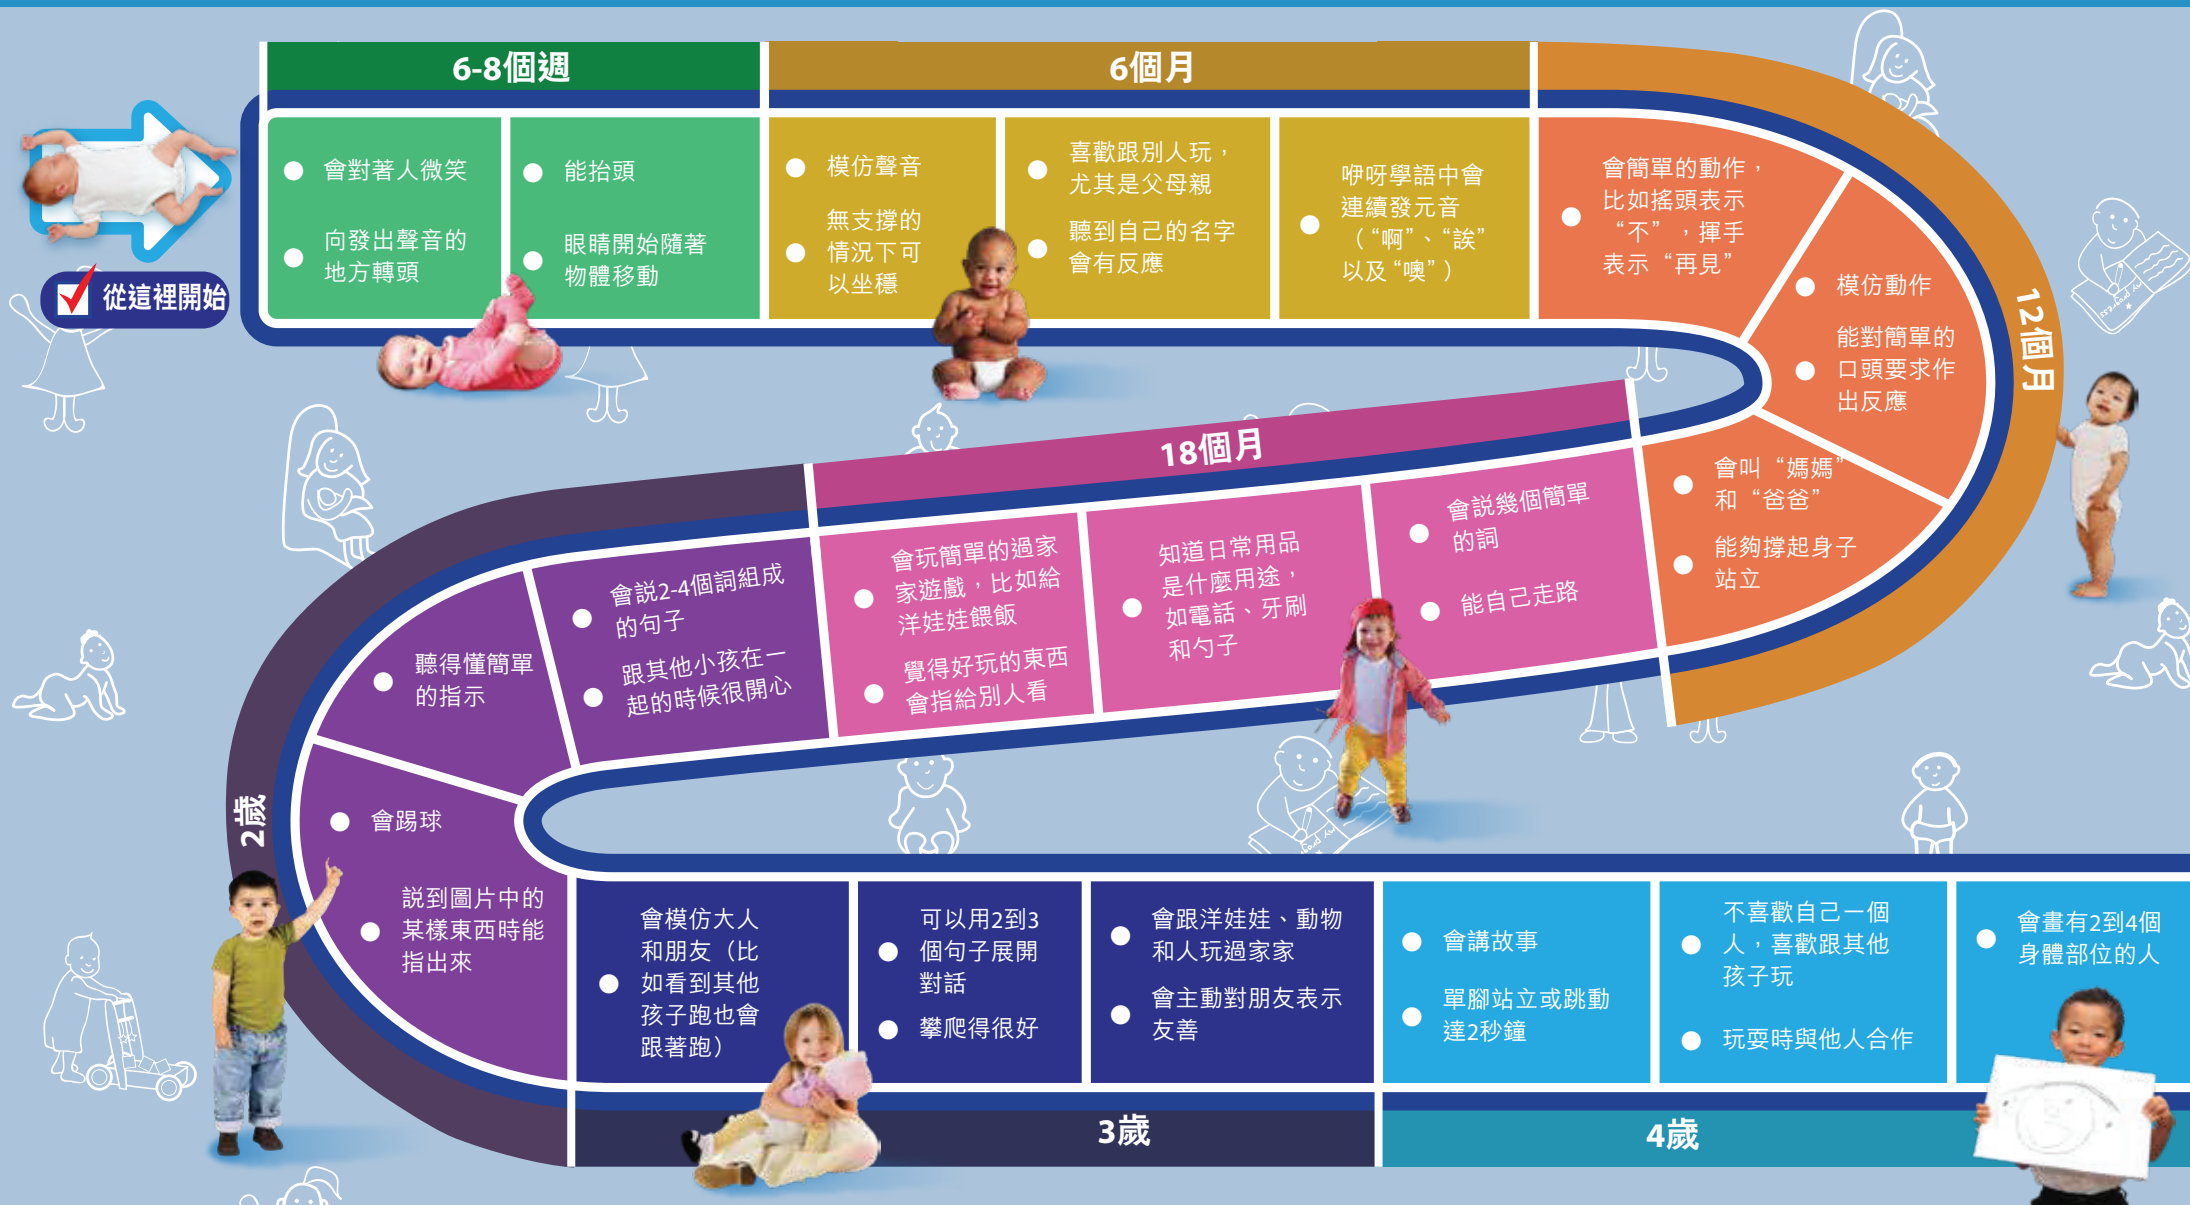 從這裡開始
6-8個週
會對著人微笑
向發出聲音的
地方轉頭
能抬頭
眼睛開始隨著
物體移動
6個月
模仿聲音
無支撐的
情況下可
以坐穩
喜歡跟別人玩，
尤其是父母親
聽到自己的名字
會有反應
咿呀學語中會
連續發元音
（“啊”、“誒”
以及“噢”）
12個月
會簡單的動作，
比如搖頭表示
“不”，揮手
表示“再見”
模仿動作
能對簡單的
口頭要求作
出反應
會叫“媽媽”
和“爸爸”
能夠撐起身子
站立
18個月
會説幾個簡單
的詞
能自己走路
知道日常用品
是什麼用途，
如電話、牙刷
和勺子
會玩簡單的過家
家遊戲，比如給
洋娃娃餵飯
覺得好玩的東西
會指給別人看
2歲
會説2-4個詞組成
的句子
跟其他小孩在一
起的時候很開心
聽得懂簡單
的指示
會踢球
説到圖片中的
某樣東西時能
指出來
3歲
會模仿大人
和朋友（比
如看到其他
孩子跑也會
跟著跑）
可以用2到3
個句子展開
對話
攀爬得很好
會跟洋娃娃、動物
和人玩過家家
會主動對朋友表示
友善
4歲
會講故事
單腳站立或跳動
達2秒鐘
不喜歡自己一個
人，喜歡跟其他
孩子玩
玩耍時與他人合作
會畫有2到4個
身體部位的人
my progress
my progress